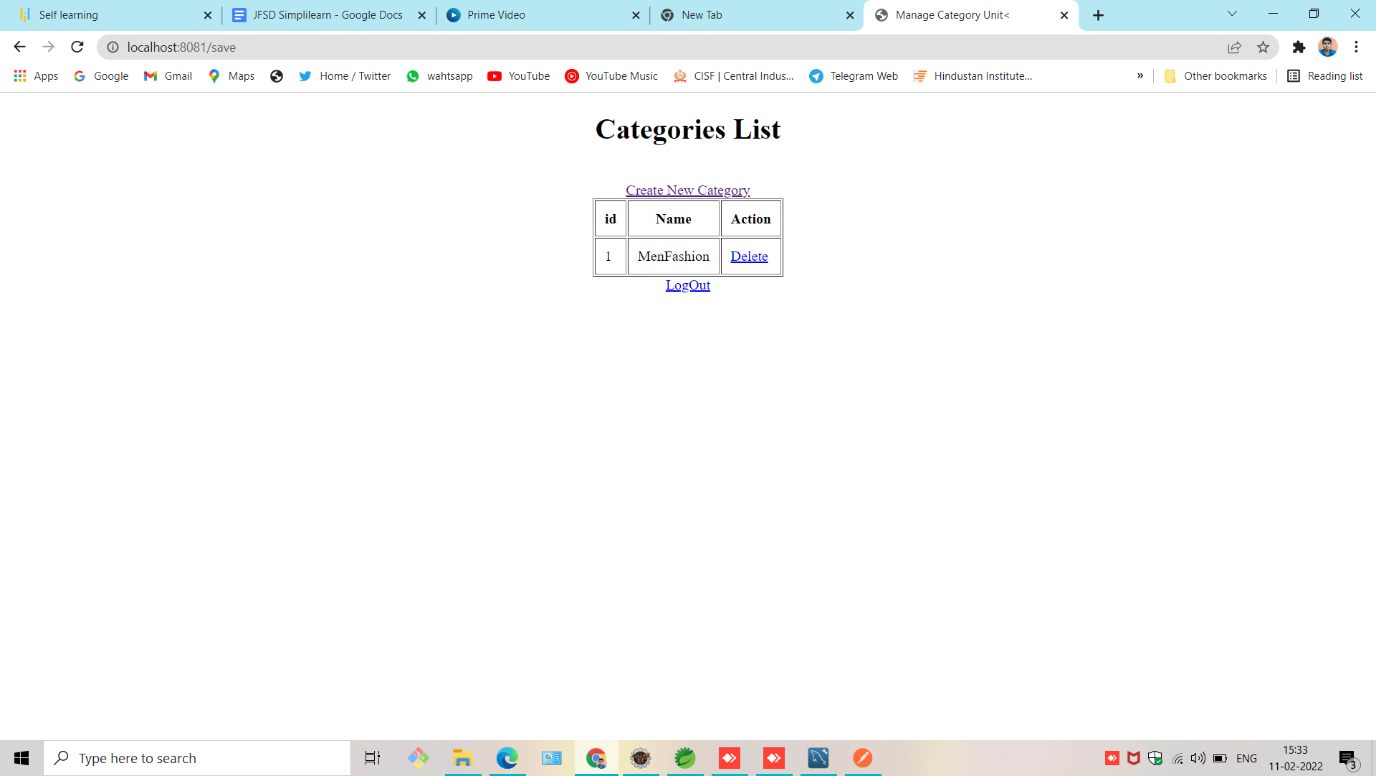 Self learning
JFSD Simplilearn - Google Docs
Prime Video
New Tab
Manage Category Unit<
localhost:8081/save
Apps
Google
Gmail
Maps
Home / Twitter
wahtsapp
YouTube
YouTube Music
CISF | Central Indus...
Telegram Web
Hindustan Institute...
»
Other bookmarks
Reading list
Categories List
Create New Category
id Name Action
1 MenFashion Delete
LogOut
Type here to search
ENG
15:33
11-02-2022
3